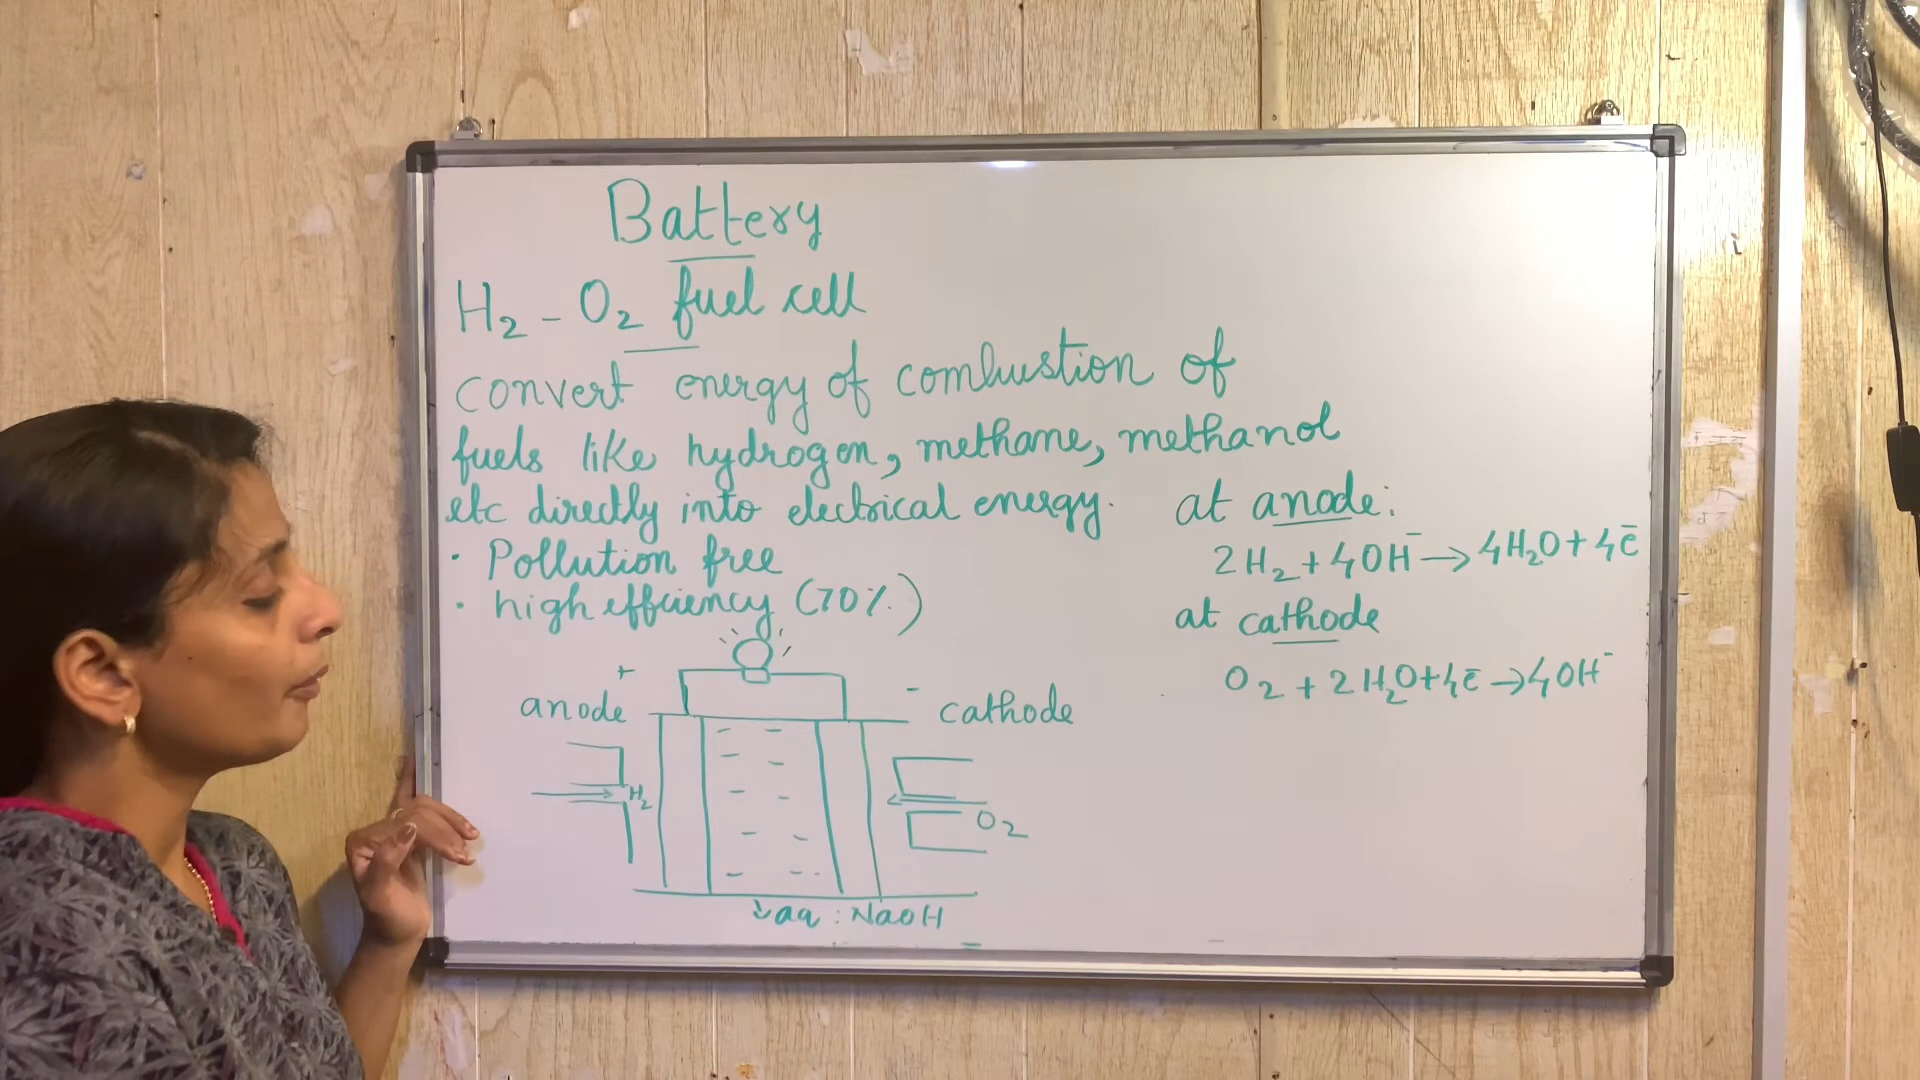 Battery
H₂ - O₂ fuel cell
convert energy of combustion of
fuels like hydrogen, methane, methanol
etc directly into electrical energy.
· Pollution free
· high efficiency (70%)
at anode:
2H₂ + 4OH⁻ → 4H₂O + 4e̅
at cathode
O₂ + 2H₂O + 4e̅ → 4OH⁻
+
anode
-
cathode
H₂
O₂
aq : NaOH